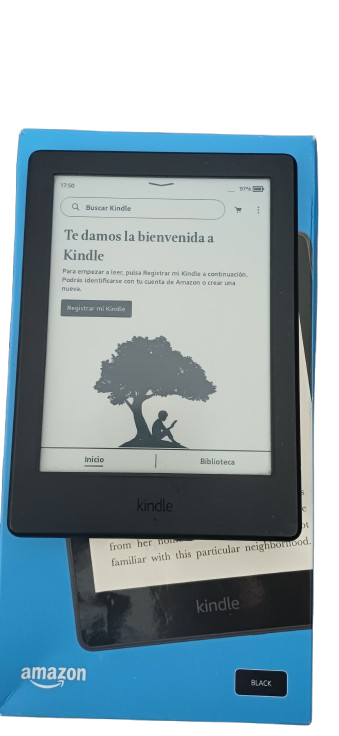 17:50
97%
Buscar Kindle
Te damos la bienvenida a
Kindle
Para empezar a leer, pulsa Registrar mi Kindle a continuación.
Podrás identificarse con tu cuenta de Amazon o crear una
nueva.
Registrar mi Kindle
Inicio
Biblioteca
kindle
from her
familiar with this particular neighborhood.
kindle
amazon
BLACK